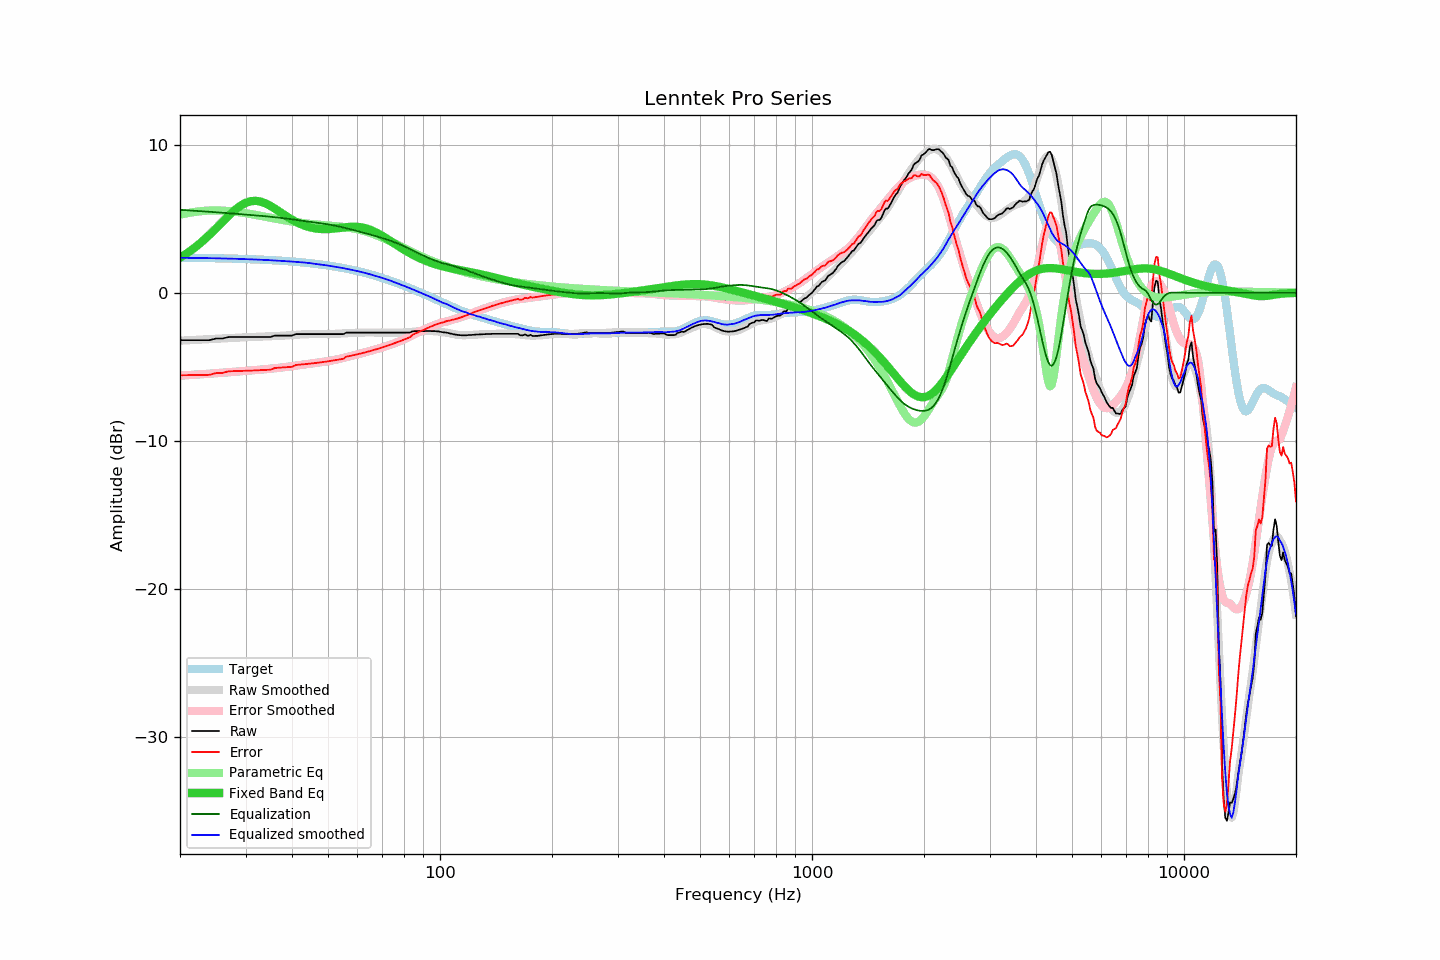 Lenntek Pro Series
10
0
−10
−20
−30
Amplitude (dBr)
Target
Raw Smoothed
Error Smoothed
Raw
Error
Parametric Eq
Fixed Band Eq
Equalization
Equalized smoothed
100 1000 10000
Frequency (Hz)